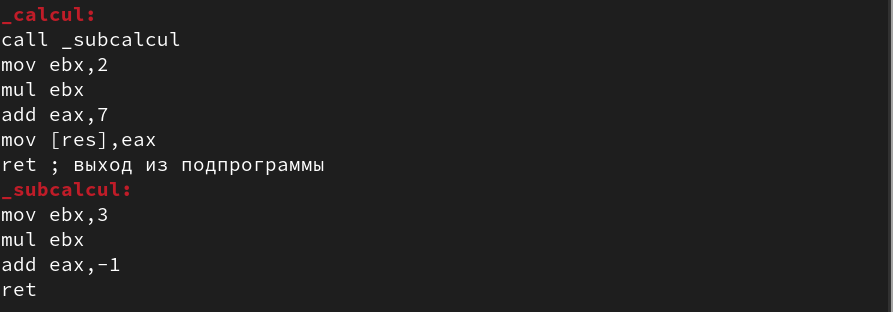 _calcul:
call _subcalcul
mov ebx,2
mul ebx
add eax,7
mov [res],eax
ret ; выход из подпрограммы
_subcalcul:
mov ebx,3
mul ebx
add eax,-1
ret